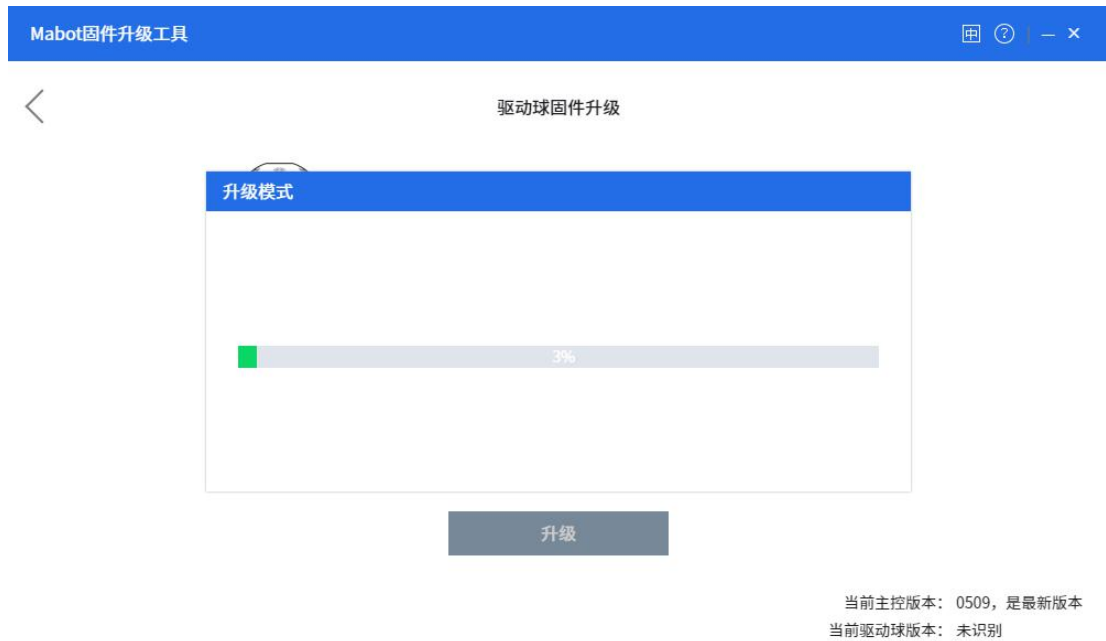 Mabot固件升级工具 中 ?
驱动球固件升级
升级模式
3%
升级
当前主控版本： 0509，是最新版本
当前驱动球版本： 未识别